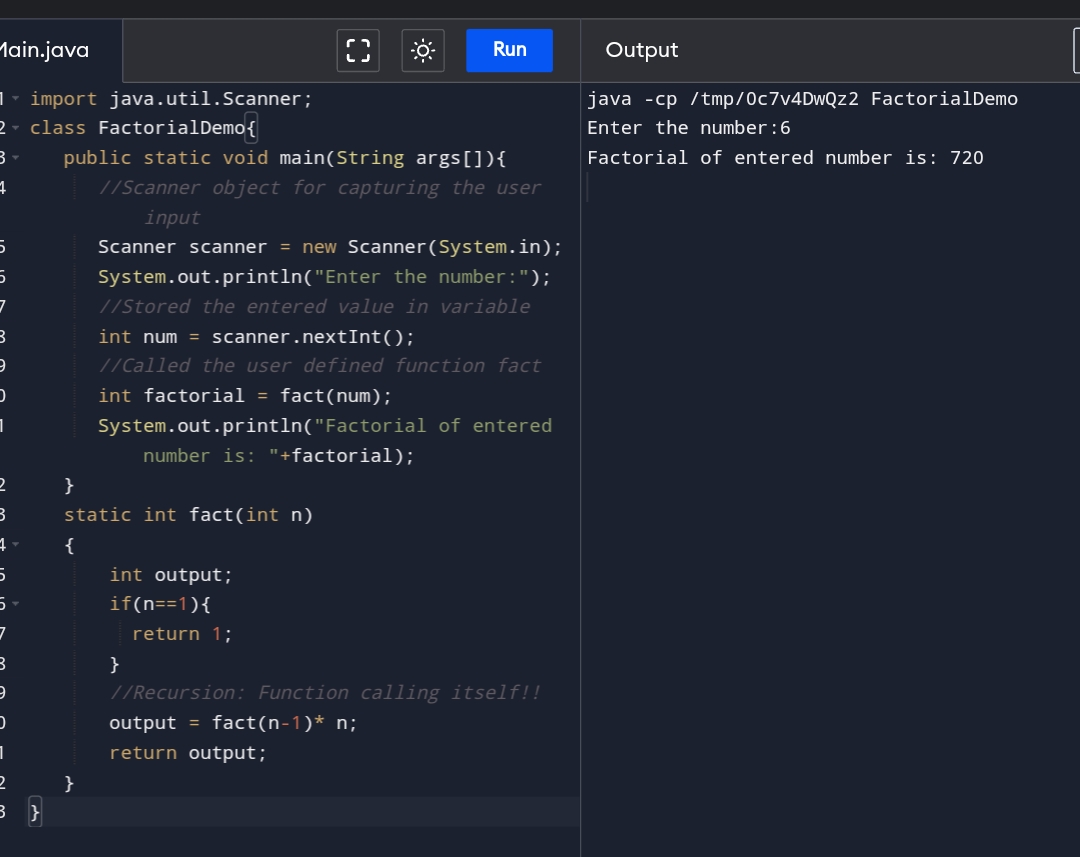 Main.java
Run
Output
1 import java.util.Scanner;
2 class FactorialDemo{
3 public static void main(String args[]){
4 //Scanner object for capturing the user
input
5 Scanner scanner = new Scanner(System.in);
6 System.out.println("Enter the number:");
7 //Stored the entered value in variable
8 int num = scanner.nextInt();
9 //Called the user defined function fact
0 int factorial = fact(num);
1 System.out.println("Factorial of entered
number is: "+factorial);
2 }
3 static int fact(int n)
4 {
5 int output;
6 if(n==1){
7 return 1;
8 }
9 //Recursion: Function calling itself!!
0 output = fact(n-1)* n;
1 return output;
2 }
3 }
java -cp /tmp/0c7v4DwQz2 FactorialDemo
Enter the number:6
Factorial of entered number is: 720